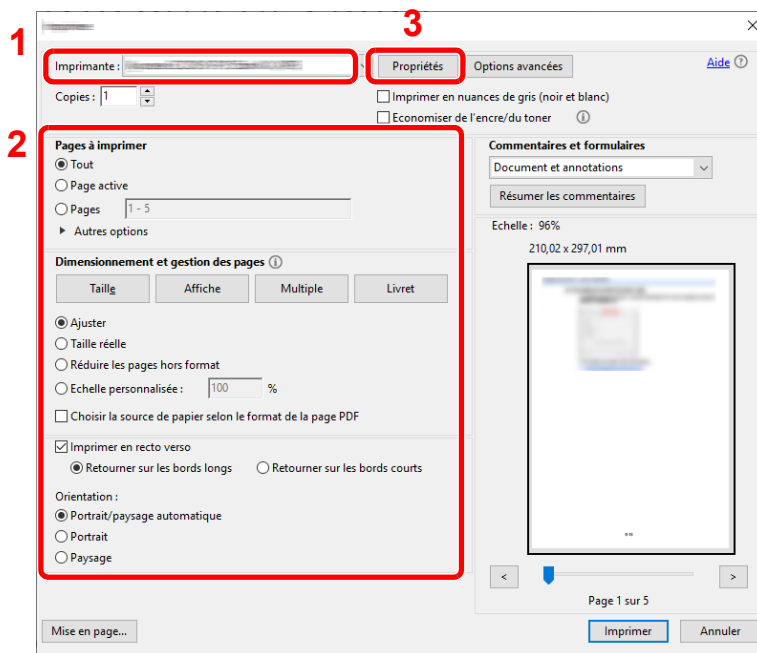 1
3
Imprimante :
Propriétés
Options avancées
Aide
Copies : 1
Imprimer en nuances de gris (noir et blanc)
Economiser de l'encre/du toner
2
Pages à imprimer
Tout
Page active
Pages 1 - 5
Autres options
Dimensionnement et gestion des pages
Taille
Affiche
Multiple
Livret
Ajuster
Taille réelle
Réduire les pages hors format
Echelle personnalisée : 100 %
Choisir la source de papier selon le format de la page PDF
Imprimer en recto verso
Retourner sur les bords longs
Retourner sur les bords courts
Orientation :
Portrait/paysage automatique
Portrait
Paysage
Commentaires et formulaires
Document et annotations
Résumer les commentaires
Echelle : 96%
210,02 x 297,01 mm
<
>
Page 1 sur 5
Mise en page...
Imprimer
Annuler